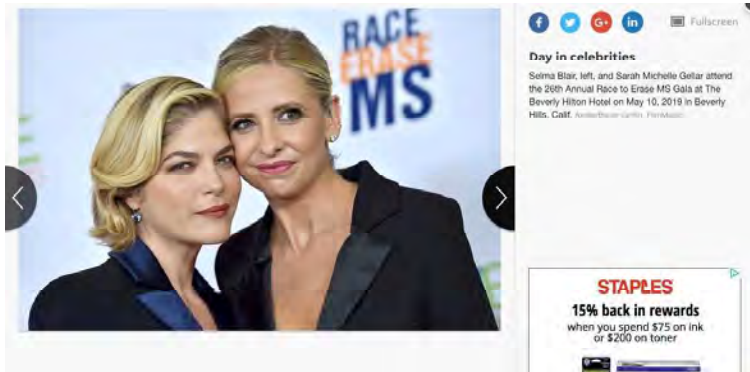 RACE
ERASE
MS
Fullscreen
Day in celebrities
Selma Blair, left, and Sarah Michelle Gellar attend
the 26th Annual Race to Erase MS Gala at The
Beverly Hilton Hotel on May 10, 2019 in Beverly
Hills, Calif.
STAPLES
15% back in rewards
when you spend $75 on ink
or $200 on toner